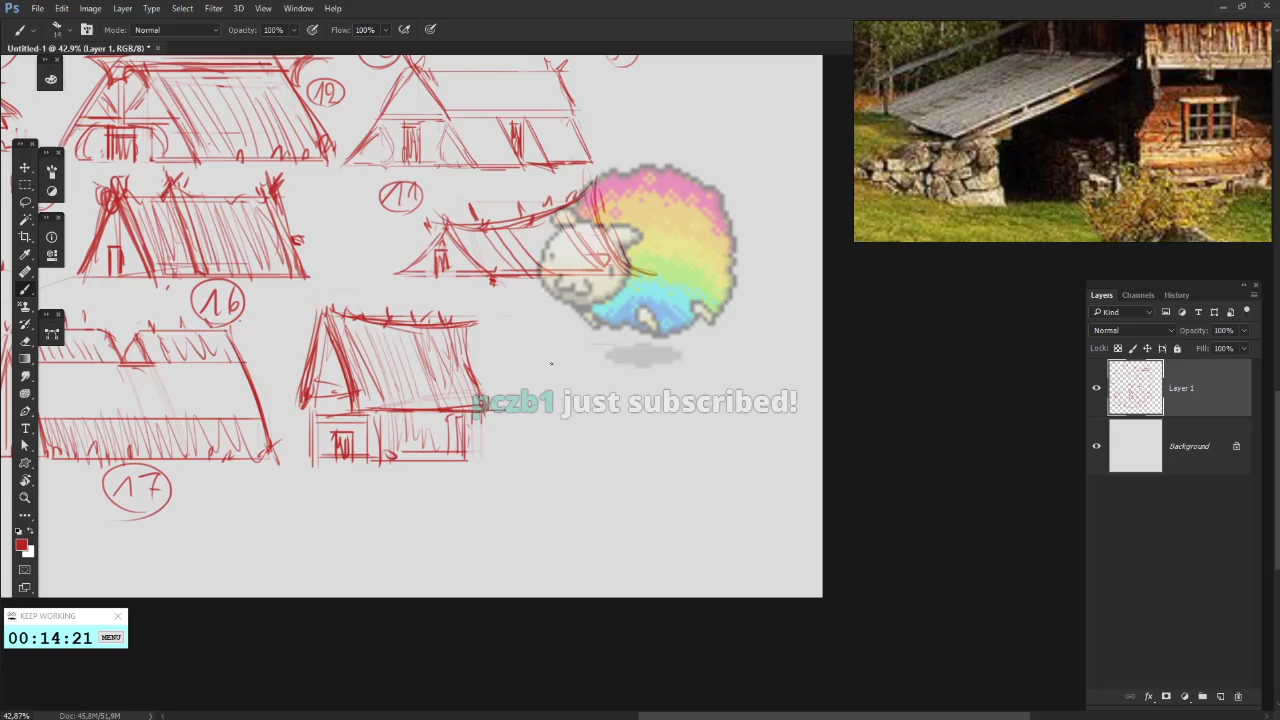 Ps File Edit Image Layer Type Select Filter 3D View Window Help
14 Mode: Normal Opacity: 100% Flow: 100%
Untitled-1 @ 42,9% (Layer 1, RGB/8) *
12
11
16
17
pczb1 just subscribed!
Layers Channels History
Kind
Normal Opacity: 100%
Lock: Fill: 100%
Layer 1
Background
KEEP WORKING
00:14:21 MENU
42,87% Doc: 45,8M/51,9M